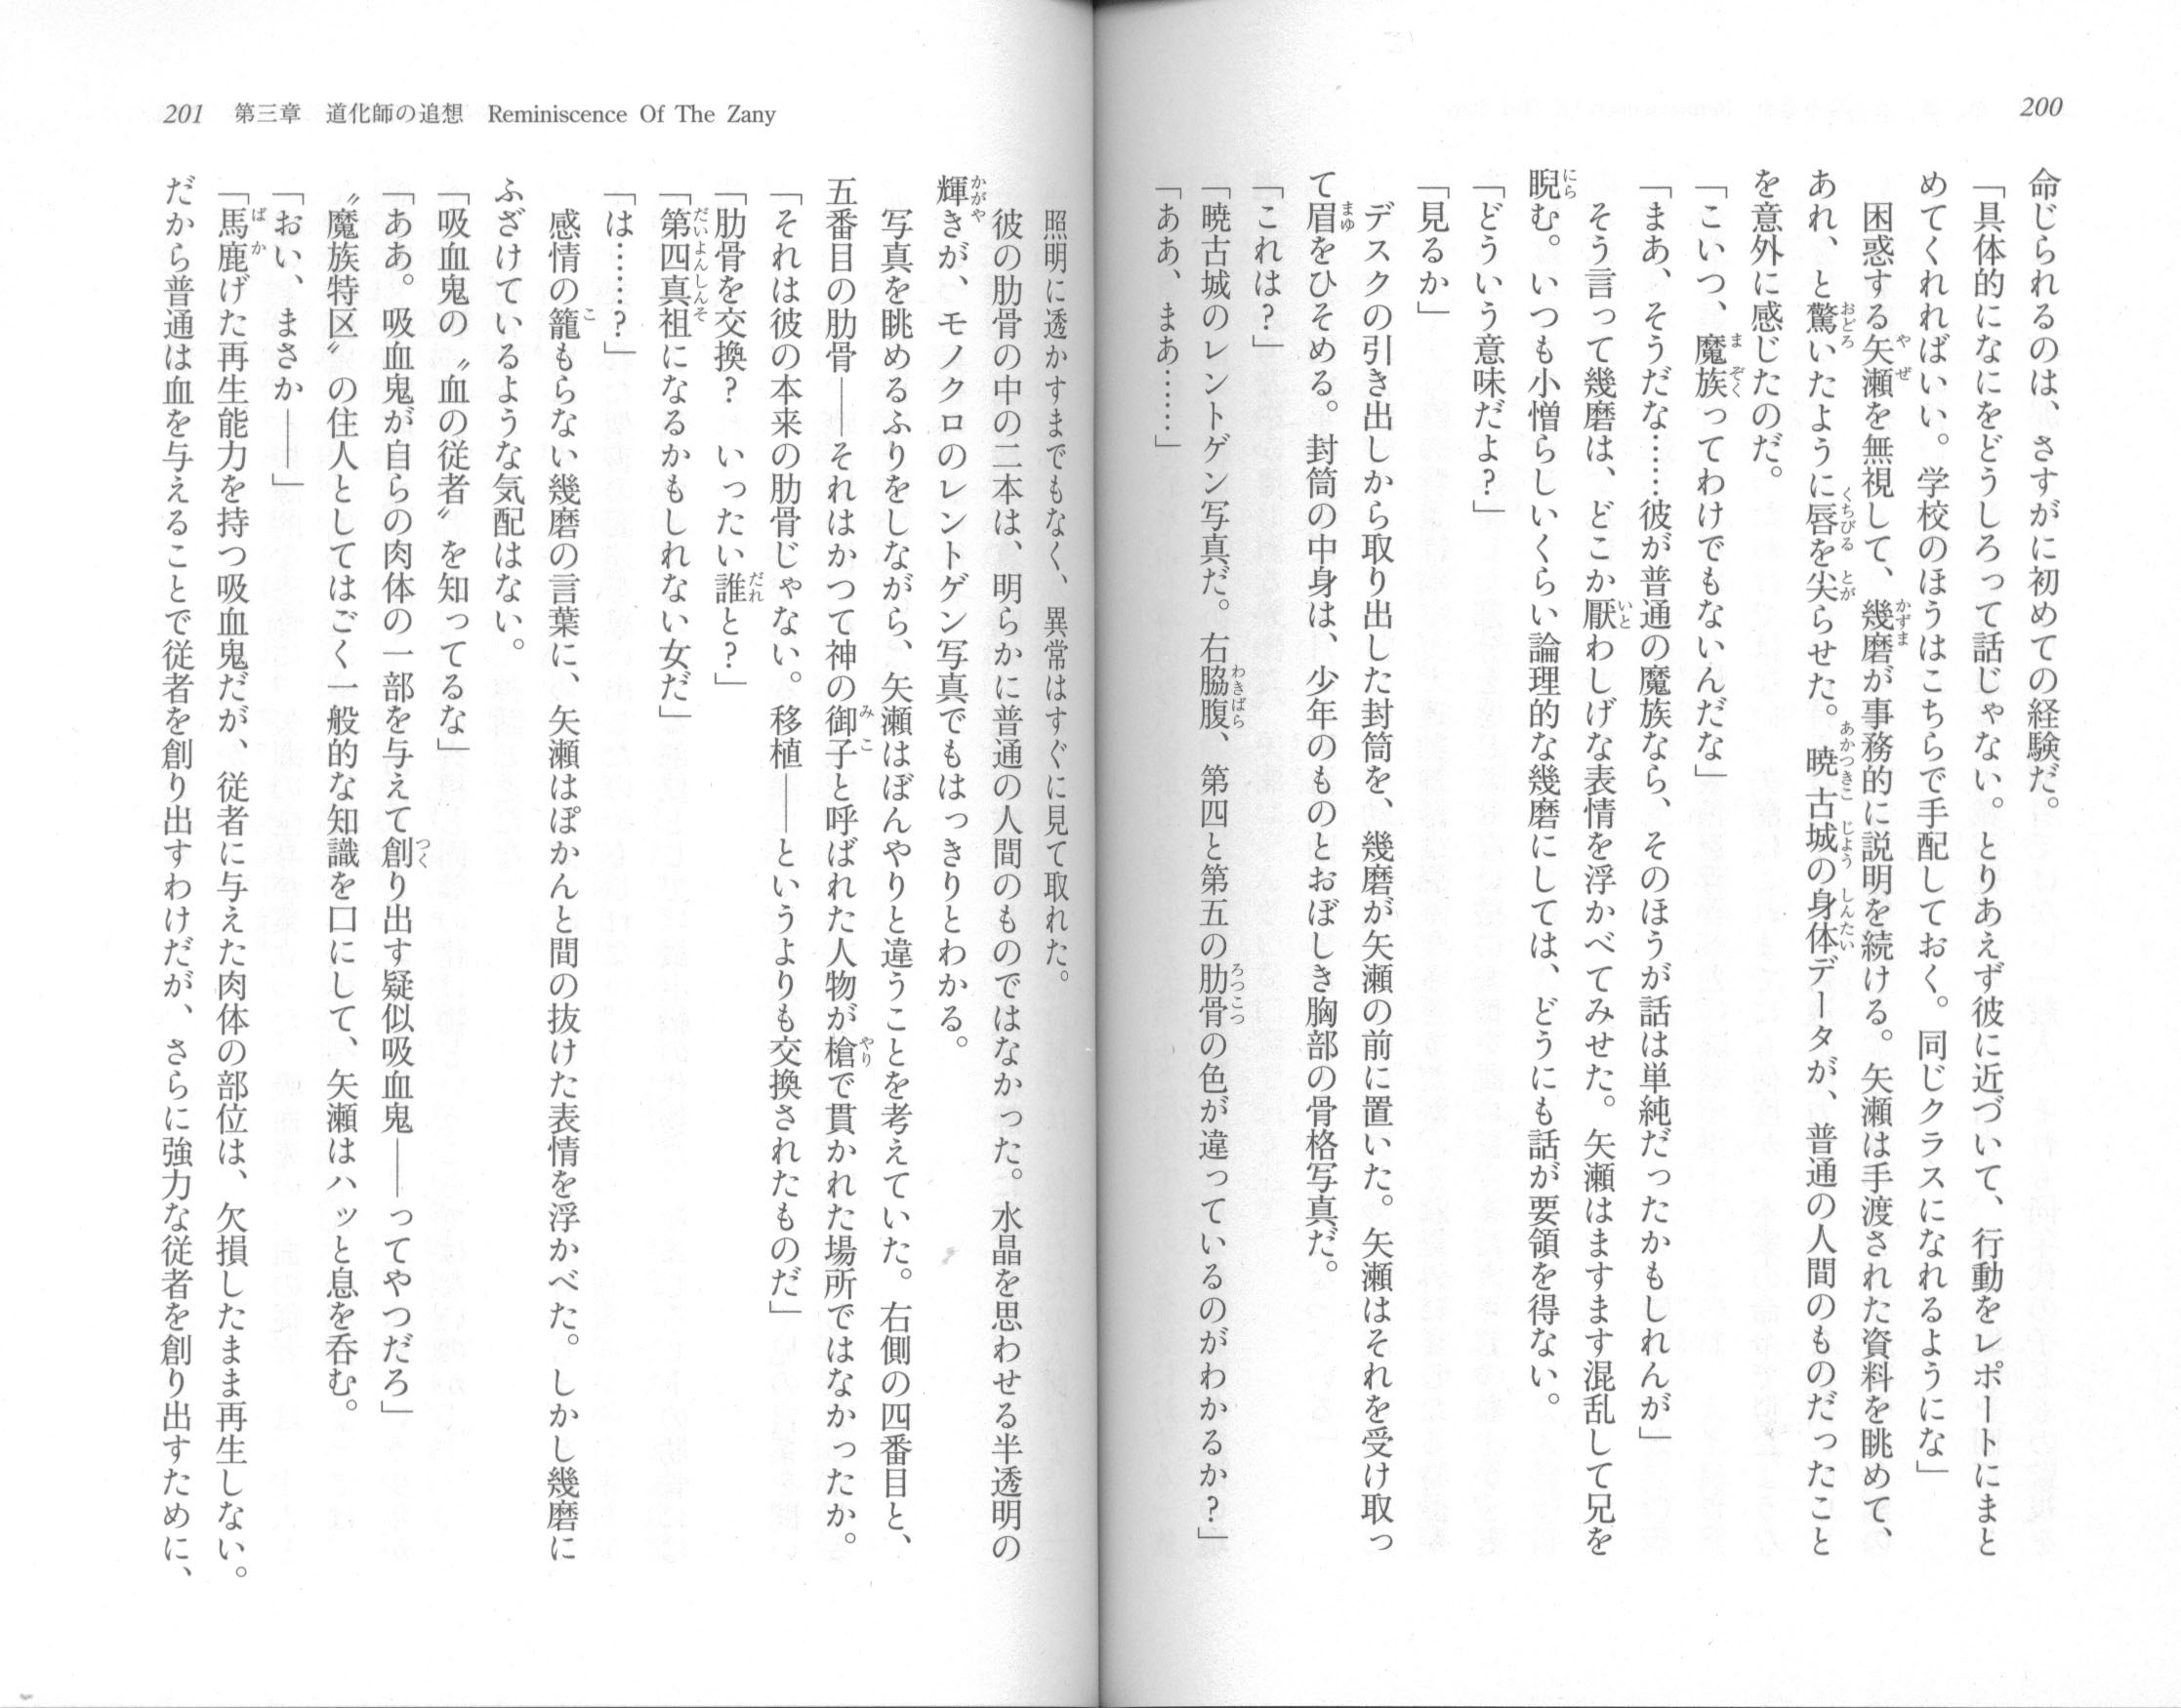 200
命じられるのは、さすがに初めての経験だ。
「具体的になにをどうしろって話じゃない。とりあえず彼に近づいて、行動をレポートにまと
めてくれればいい。学校のほうはこちらで手配しておく。同じクラスになれるようにな」
　困惑する矢瀬を無視して、幾磨が事務的に説明を続ける。矢瀬は手渡された資料を眺めて、
あれ、と驚いたように唇を尖らせた。暁古城の身体データが、普通の人間のものだったこと
を意外に感じたのだ。
「こいつ、魔族ってわけでもないんだな」
「まあ、そうだな……彼が普通の魔族なら、そのほうが話は単純だったかもしれんが」
　そう言って幾磨は、どこか厭わしげな表情を浮かべてみせた。矢瀬はますます混乱して兄を
睨む。いつも小憎らしいくらい論理的な幾磨にしては、どうにも話が要領を得ない。
「どういう意味だよ？」
「見るか」
　デスクの引き出しから取り出した封筒を、幾磨が矢瀬の前に置いた。矢瀬はそれを受け取っ
て眉をひそめる。封筒の中身は、少年のものとおぼしき胸部の骨格写真だ。
「これは？」
「暁古城のレントゲン写真だ。右脇腹、第四と第五の肋骨の色が違っているのがわかるか？」
「ああ、まあ……」
201　第三章　道化師の追想　Reminiscence Of The Zany
　照明に透かすまでもなく、異常はすぐに見て取れた。
　彼の肋骨の中の二本は、明らかに普通の人間のものではなかった。水晶を思わせる半透明の
輝きが、モノクロのレントゲン写真でもはっきりとわかる。
　写真を眺めるふりをしながら、矢瀬はぼんやりと違うことを考えていた。右側の四番目と、
五番目の肋骨――それはかつて神の御子と呼ばれた人物が槍で貫かれた場所ではなかったか。
「それは彼の本来の肋骨じゃない。移植――というよりも交換されたものだ」
「肋骨を交換？　いったい誰と？」
「第四真祖になるかもしれない女だ」
「は……？」
　感情の籠もらない幾磨の言葉に、矢瀬はぽかんと間の抜けた表情を浮かべた。しかし幾磨に
ふざけているような気配はない。
「吸血鬼の〝血の従者〟を知ってるな」
「ああ。吸血鬼が自らの肉体の一部を与えて創り出す疑似吸血鬼――ってやつだろ」
〝魔族特区〟の住人としてはごく一般的な知識を口にして、矢瀬はハッと息を呑む。
「おい、まさか――」
「馬鹿げた再生能力を持つ吸血鬼だが、従者に与えた肉体の部位は、欠損したまま再生しない。
だから普通は血を与えることで従者を創り出すわけだが、さらに強力な従者を創り出すために、